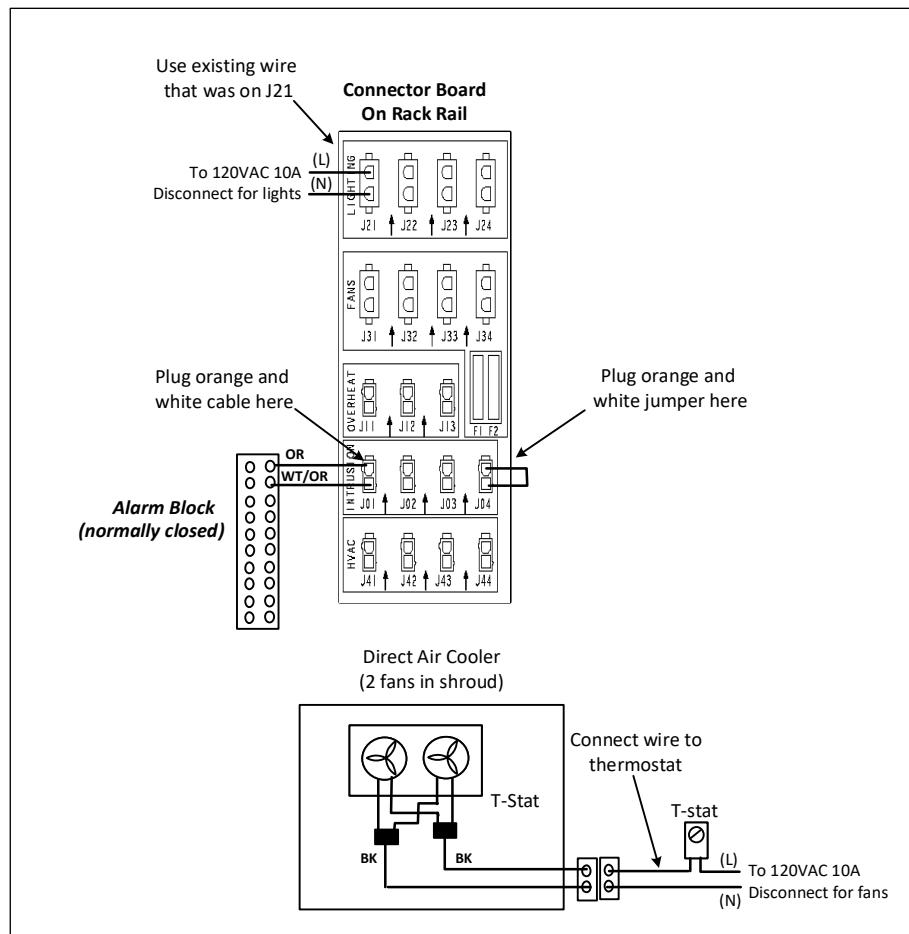 Use existing wire
that was on J21
Connector Board
On Rack Rail
(L)
To 120VAC 10A
(N)
Disconnect for lights
LIGHTING
J21 J22 J23 J24
FANS
J31 J32 J33 J34
Plug orange and
white cable here
Plug orange and
white jumper here
OVERHEAT
J11 J12 J13
F1 F2
OR
WT/OR
INTRUSION
J01 J02 J03 J04
Alarm Block
(normally closed)
HVAC
J41 J42 J43 J44
Direct Air Cooler
(2 fans in shroud)
Connect wire to
thermostat
T-Stat
T-stat
BK BK
(L)
To 120VAC 10A
Disconnect for fans
(N)